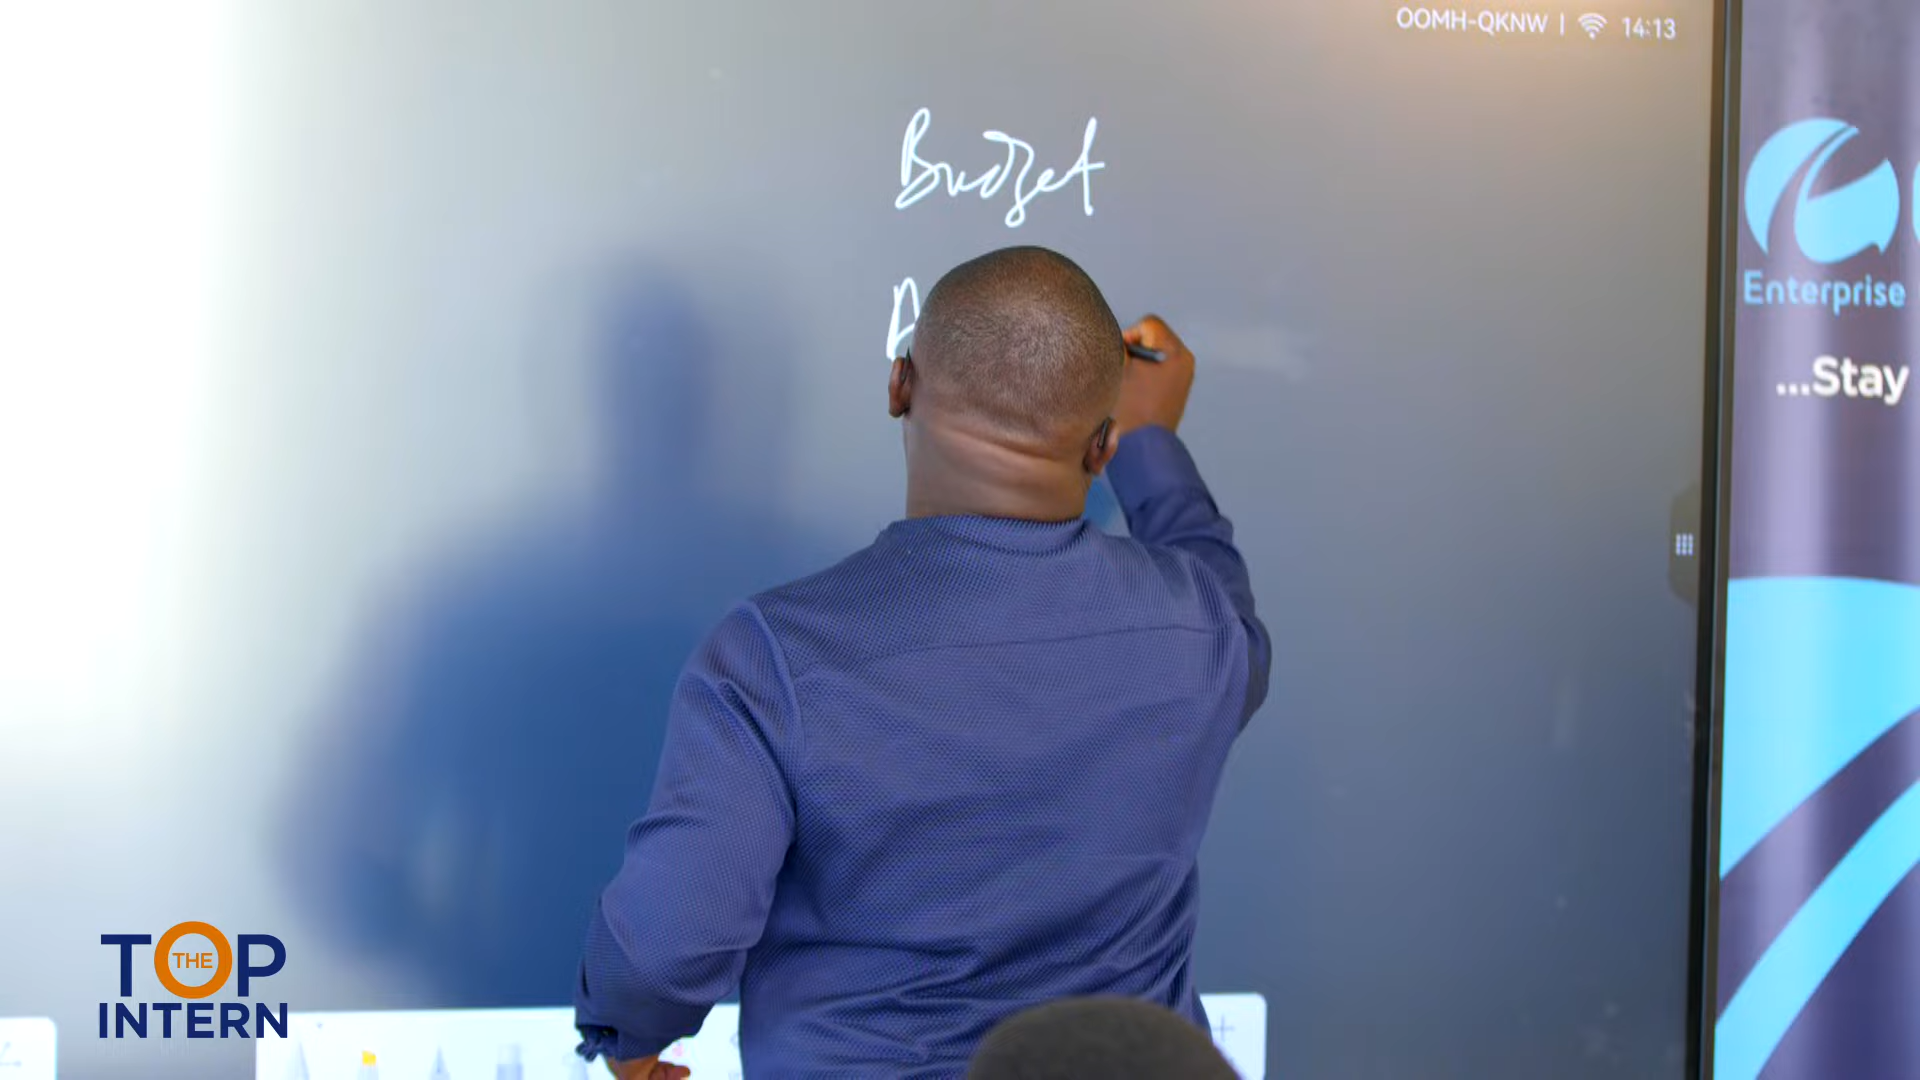 OOMH-QKNW | 14:13
Budget
A
Enterprise
...Stay
THE
TOP
INTERN